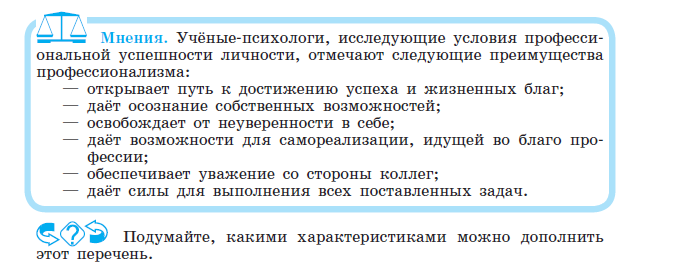 Мнения. Учёные-психологи, исследующие условия професси-
ональной успешности личности, отмечают следующие преимущества
профессионализма:
— открывает путь к достижению успеха и жизненных благ;
— даёт осознание собственных возможностей;
— освобождает от неуверенности в себе;
— даёт возможности для самореализации, идущей во благо про-
фессии;
— обеспечивает уважение со стороны коллег;
— даёт силы для выполнения всех поставленных задач.
? Подумайте, какими характеристиками можно дополнить
этот перечень.